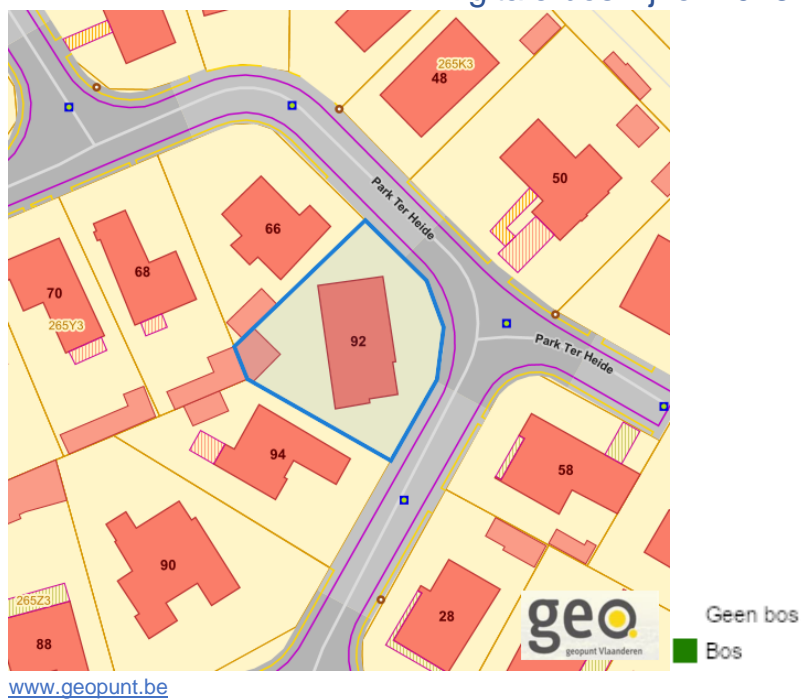 265K3
48
Park Ter Heide
50
66
68
70
265Y3
92
Park Ter Heide
94
58
90
265Z3
88
28
geo.
geopunt Vlaanderen
Geen bos
Bos
www.geopunt.be